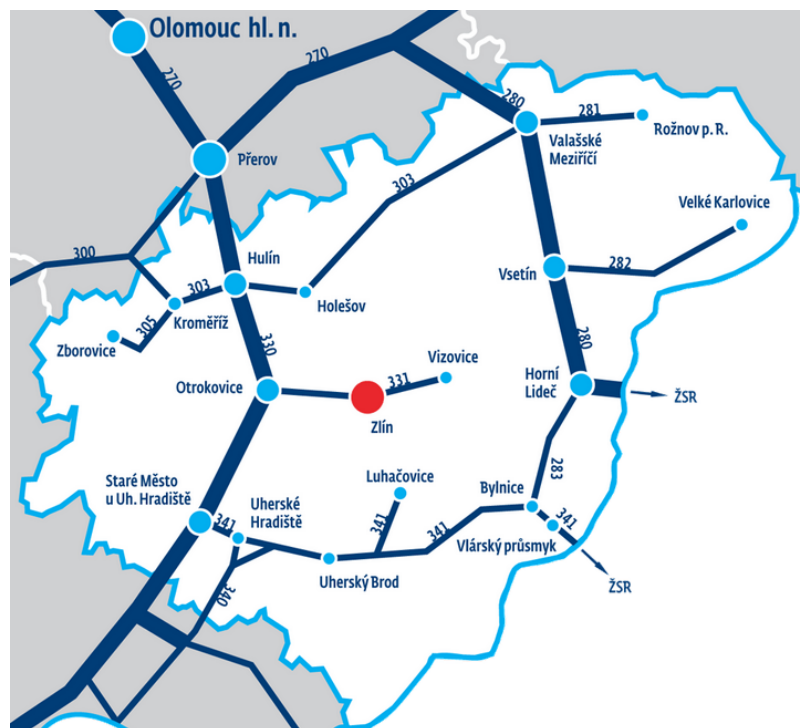 Olomouc hl. n.
270
270
280
281
Rožnov p. R.
Valašské
Meziříčí
Přerov
303
Velké Karlovice
300
Hulín
Vsetín
282
303
Holešov
Kroměříž
305
Zborovice
330
280
Vizovice
331
Otrokovice
Zlín
Horní
Lideč
ŽSR
Staré Město
u Uh. Hradiště
Luhačovice
283
Bylnice
Uherské
Hradiště
341
341
341
341
Vlárský průsmyk
Uherský Brod
340
ŽSR